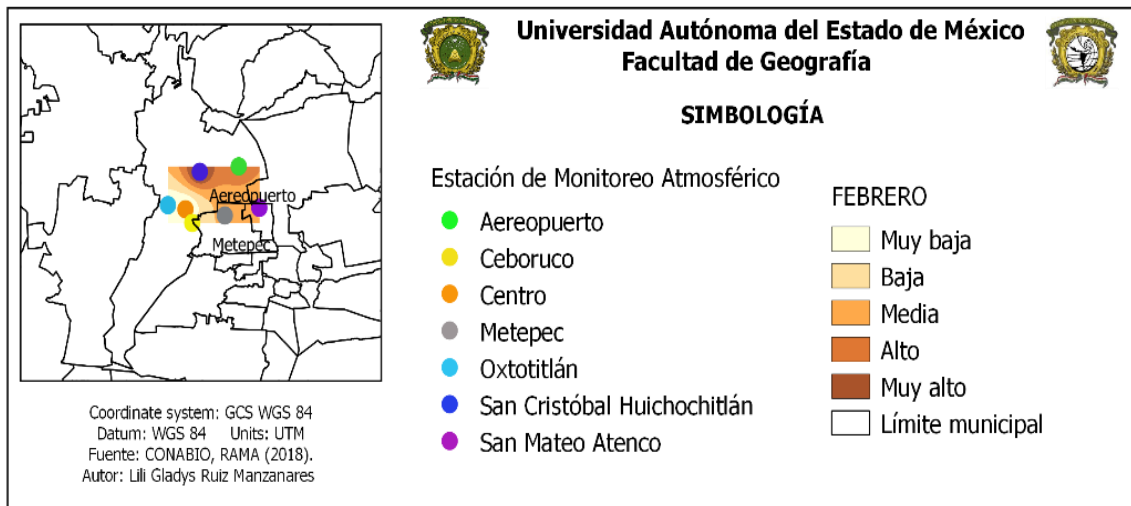 Universidad Autónoma del Estado de México
Facultad de Geografía
SIMBOLOGÍA
Aereopuerto
Metepec
Coordinate system: GCS WGS 84
Datum: WGS 84 Units: UTM
Fuente: CONABIO, RAMA (2018).
Autor: Lili Gladys Ruiz Manzanares
Estación de Monitoreo Atmosférico
Aereopuerto
Ceboruco
Centro
Metepec
Oxtotitlán
San Cristóbal Huichochitlán
San Mateo Atenco
FEBRERO
Muy baja
Baja
Media
Alto
Muy alto
Límite municipal